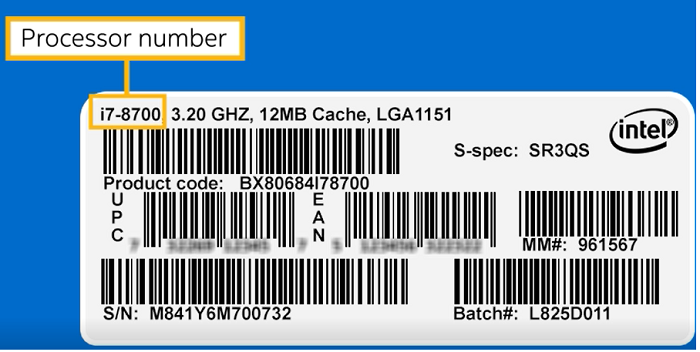 Processor number
i7-8700 3.20 GHZ, 12MB Cache, LGA1151
intel®
S-spec: SR3QS
Product code: BX80684I78700
UPC
EAN
MM#: 961567
S/N: M841Y6M700732
Batch#: L825D011